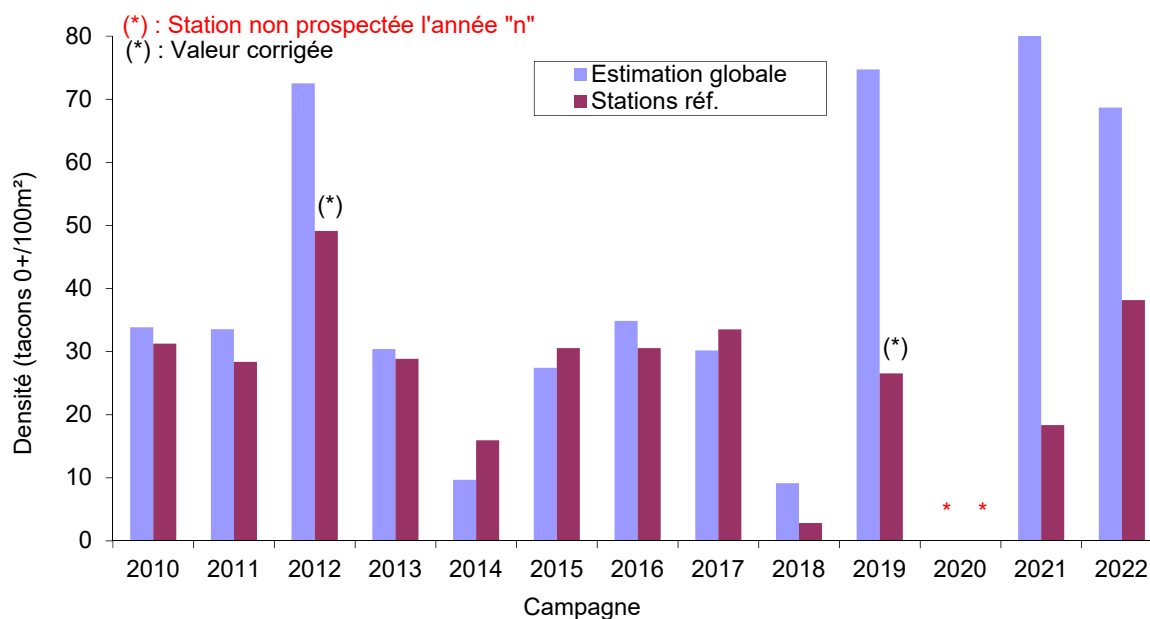 (*) : Station non prospectée l'année "n"
(*) : Valeur corrigée
Estimation globale
Stations réf.
Densité (tacons 0+/100m²)
80
70
60
50
40
30
20
10
0
(*)
(*)
* *
2010 2011 2012 2013 2014 2015 2016 2017 2018 2019 2020 2021 2022
Campagne